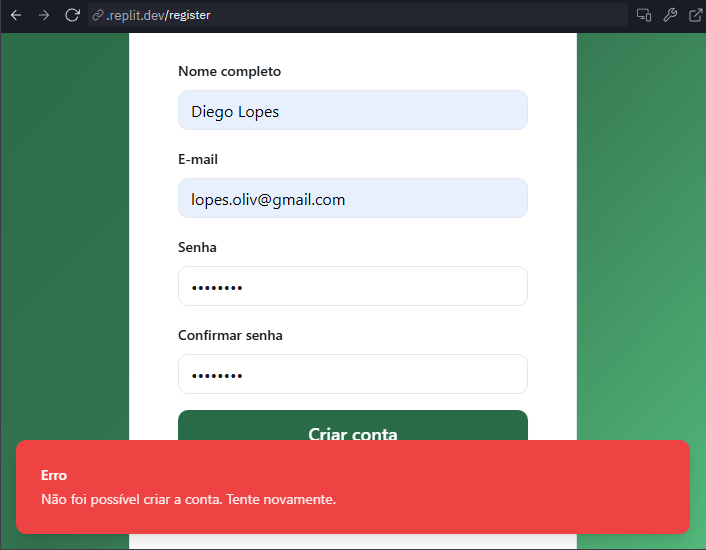 .replit.dev/register
Nome completo
Diego Lopes
E-mail
lopes.oliv@gmail.com
Senha
••••••••
Confirmar senha
••••••••
Criar conta
Erro
Não foi possível criar a conta. Tente novamente.